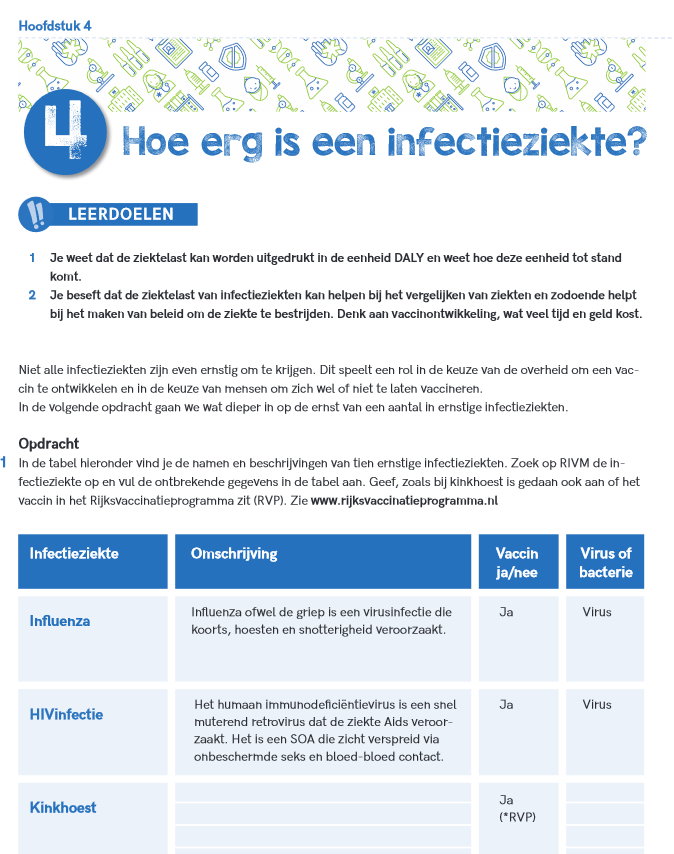 Hoofdstuk 4
4
Hoe erg is een infectieziekte?
!! LEERDOELEN
1 Je weet dat de ziektelast kan worden uitgedrukt in de eenheid DALY en weet hoe deze eenheid tot stand
komt.
2 Je beseft dat de ziektelast van infectieziekten kan helpen bij het vergelijken van ziekten en zodoende helpt
bij het maken van beleid om de ziekte te bestrijden. Denk aan vaccinontwikkeling, wat veel tijd en geld kost.
Niet alle infectieziekten zijn even ernstig om te krijgen. Dit speelt een rol in de keuze van de overheid om een vac-
cin te ontwikkelen en in de keuze van mensen om zich wel of niet te laten vaccineren.
In de volgende opdracht gaan we wat dieper in op de ernst van een aantal in ernstige infectieziekten.
Opdracht
1 In de tabel hieronder vind je de namen en beschrijvingen van tien ernstige infectieziekten. Zoek op RIVM de in-
fectieziekte op en vul de ontbrekende gegevens in de tabel aan. Geef, zoals bij kinkhoest is gedaan ook aan of het
vaccin in het Rijksvaccinatieprogramma zit (RVP). Zie www.rijksvaccinatieprogramma.nl
Infectieziekte Omschrijving Vaccin ja/nee Virus of bacterie
Influenza
Influenza ofwel de griep is een virusinfectie die
koorts, hoesten en snotterigheid veroorzaakt.
Ja
Virus
HIVinfectie
Het humaan immunodeficiëntievirus is een snel
muterend retrovirus dat de ziekte Aids veroor-
zaakt. Het is een SOA die zicht verspreid via
onbeschermde seks en bloed-bloed contact.
Ja
Virus
Kinkhoest
Ja
(*RVP)